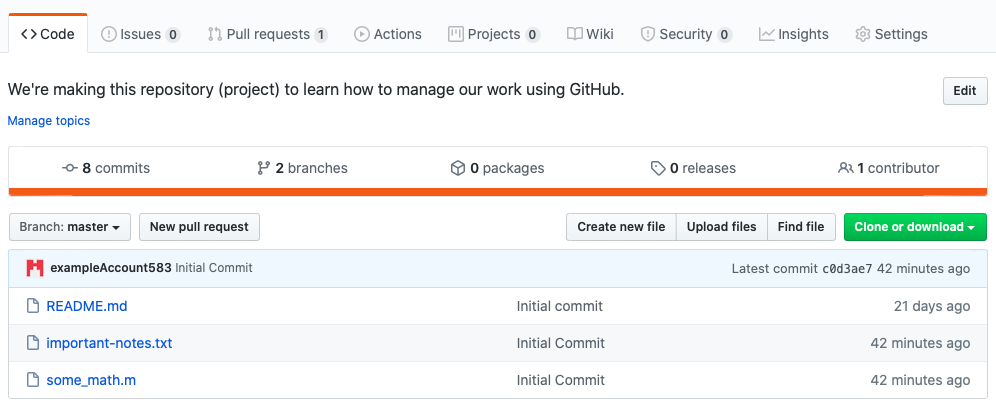 Code Issues 0 Pull requests 1 Actions Projects 0 Wiki Security 0 Insights Settings
We're making this repository (project) to learn how to manage our work using GitHub. Edit
Manage topics
8 commits 2 branches 0 packages 0 releases 1 contributor
Branch: master New pull request Create new file Upload files Find file Clone or download
exampleAccount583 Initial Commit Latest commit c0d3ae7 42 minutes ago
README.md Initial commit 21 days ago
important-notes.txt Initial Commit 42 minutes ago
some_math.m Initial Commit 42 minutes ago